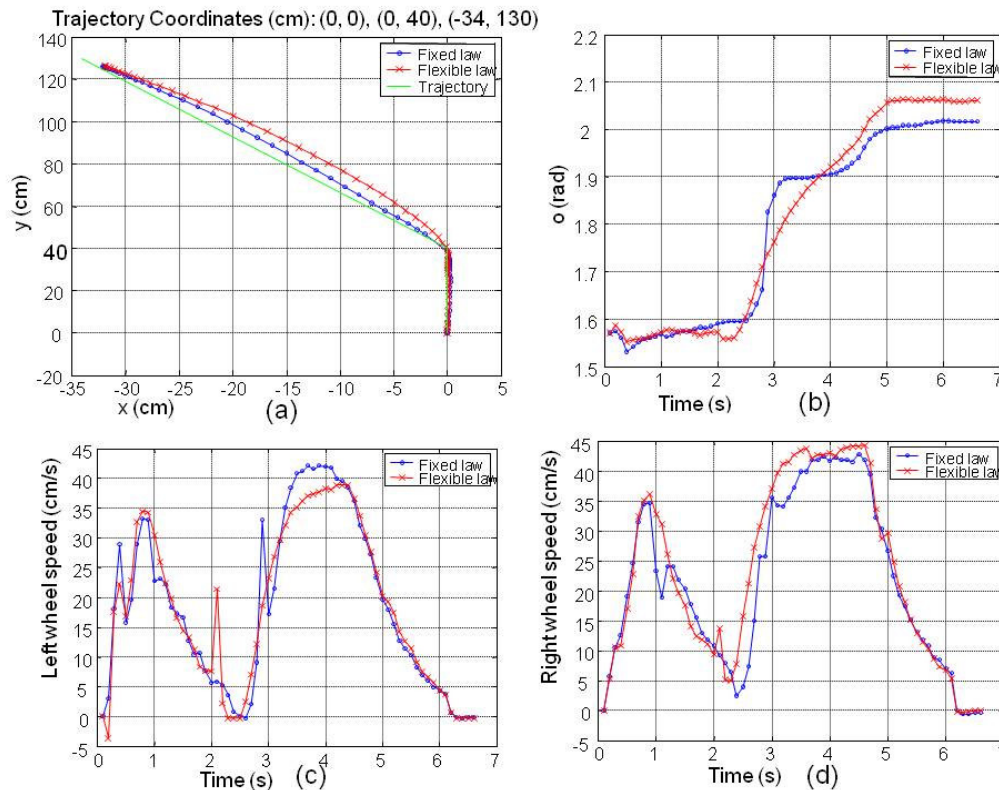 Trajectory Coordinates (cm): (0, 0), (0, 40), (-34, 130)
140
120
100
80
60
40
20
0
-20
y (cm)
-35 -30 -25 -20 -15 -10 -5 0 5
x (cm)
(a)
Fixed law
Flexible law
Trajectory
2.2
2.1
2
1.9
1.8
1.7
1.6
1.5
o (rad)
0 1 2 3 4 5 6 7
Time (s)
(b)
Fixed law
Flexible law
45
40
35
30
25
20
15
10
5
0
-5
Left wheel speed (cm/s)
0 1 2 3 4 5 6 7
Time (s)
(c)
Fixed law
Flexible law
45
40
35
30
25
20
15
10
5
0
-5
Right wheel speed (cm/s)
0 1 2 3 4 5 6 7
Time (s)
(d)
Fixed law
Flexible law